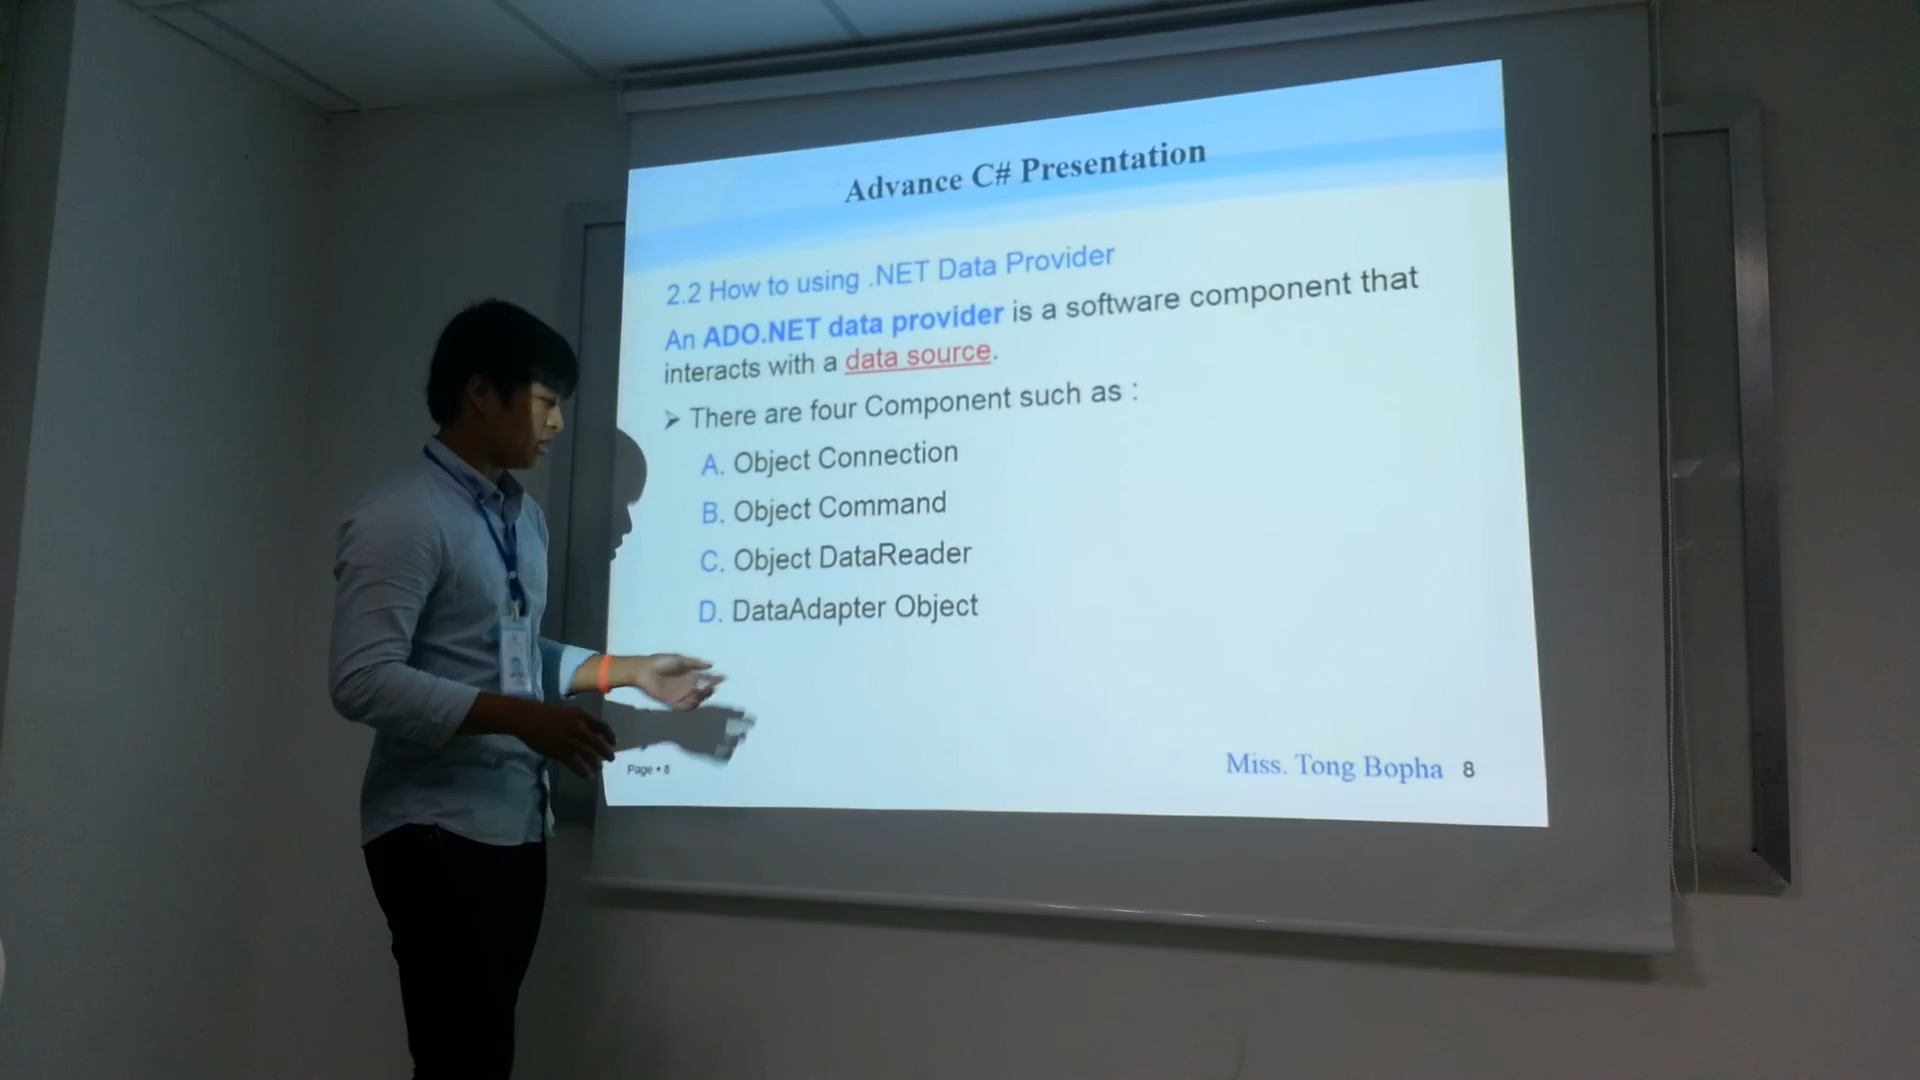 Advance C# Presentation
2.2 How to using .NET Data Provider
An ADO.NET data provider is a software component that
interacts with a data source.
➢ There are four Component such as :
A. Object Connection
B. Object Command
C. Object DataReader
D. DataAdapter Object
Page • 8
Miss. Tong Bopha 8